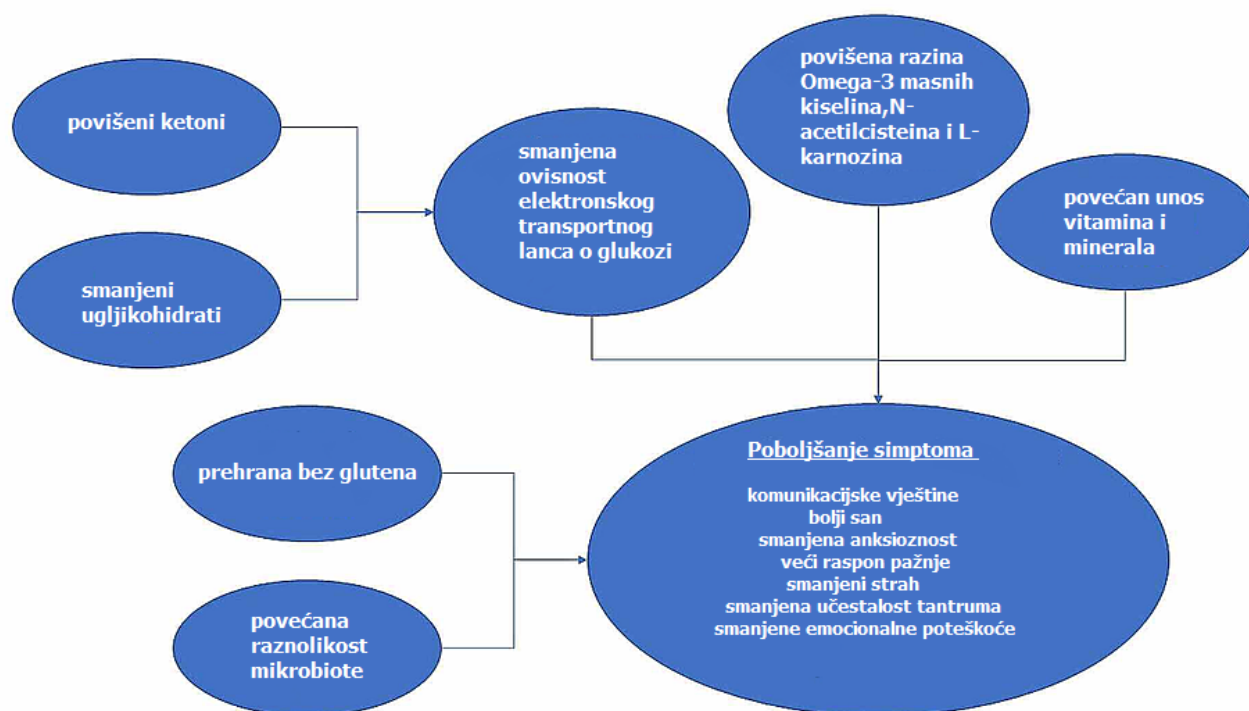 povišeni ketoni
smanjeni
ugljikohidrati
smanjena
ovisnost
elektronskog
transportnog
lanca o glukozi
povišena razina
Omega-3 masnih
kiselina,N-
acetilcisteina i L-
karnozina
povećan unos
vitamina i
minerala
prehrana bez glutena
povećana
raznolikost
mikrobiote
Poboljšanje simptoma
komunikacijske vještine
bolji san
smanjena anksioznost
veći raspon pažnje
smanjeni strah
smanjena učestalost tantruma
smanjene emocionalne poteškoće